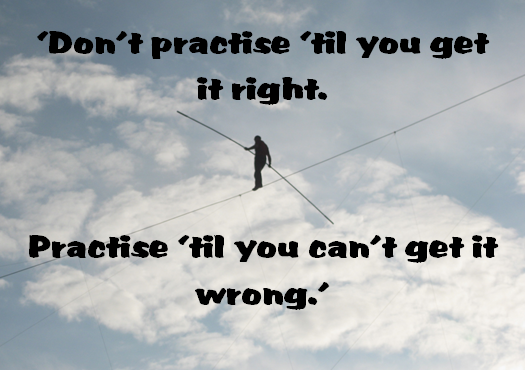 ‘Don’t practise ‘til you get
it right.
Practise ‘til you can’t get it
wrong.’